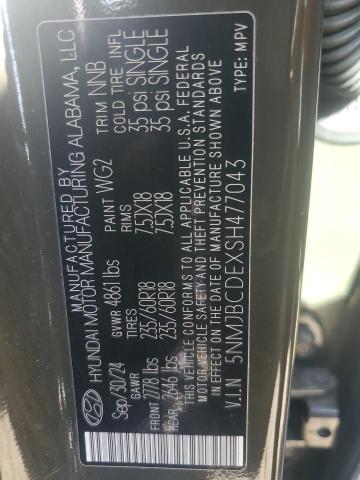 MANUFACTURED BY
HYUNDAI MOTOR MANUFACTURING ALABAMA, LLC
Sep/30/24 GVWR 4861 lbs PAINT WG2 TRIM NNB
GAWR TIRES RIMS COLD TIRE INFL
FRONT 2778 lbs 235/60R18 7.5JX18 35 psi SINGLE
REAR 2646 lbs 235/60R18 7.5JX18 35 psi SINGLE
THIS VEHICLE CONFORMS TO ALL APPLICABLE U.S.A. FEDERAL
MOTOR VEHICLE SAFETY, BUMPER, AND THEFT PREVENTION STANDARDS
IN EFFECT ON THE DATE OF MANUFACTURE SHOWN ABOVE
V.I.N 5NMJBCDEXSH477043 TYPE: MPV